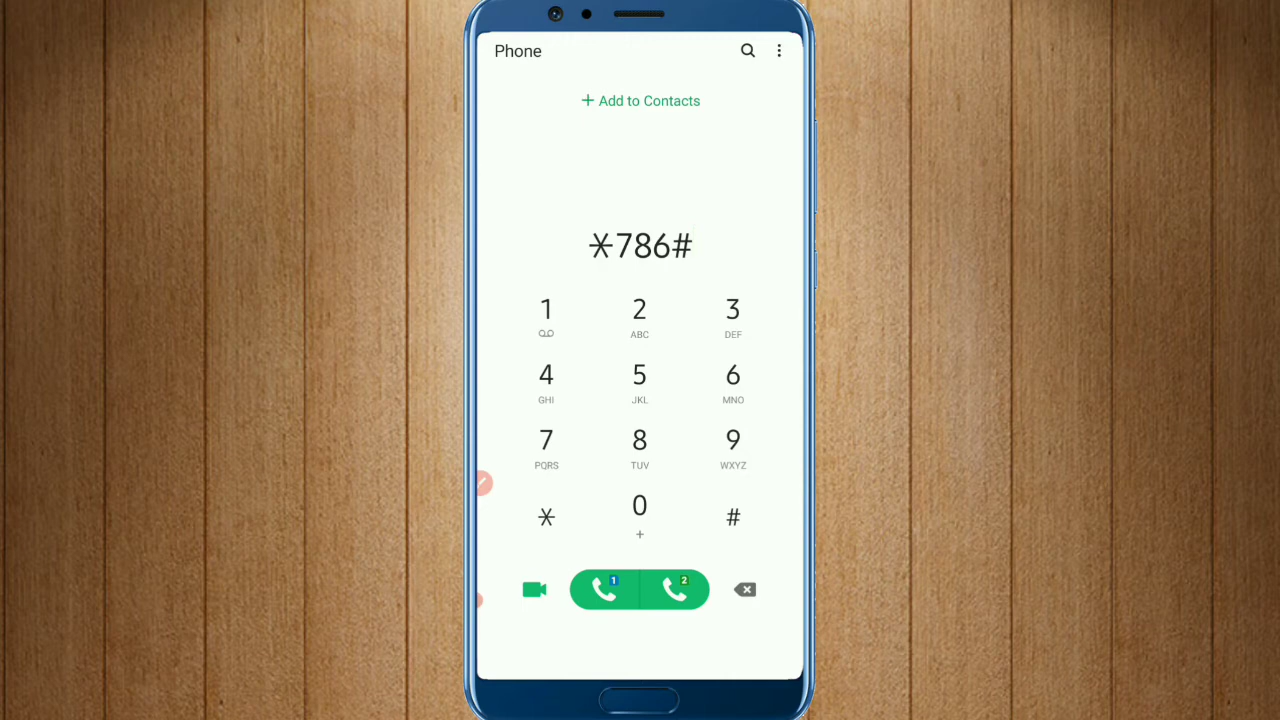 Phone
+ Add to Contacts
*786#
1 2 3
ABC DEF
4 5 6
GHI JKL MNO
7 8 9
PQRS TUV WXYZ
* 0 #
+
1 2